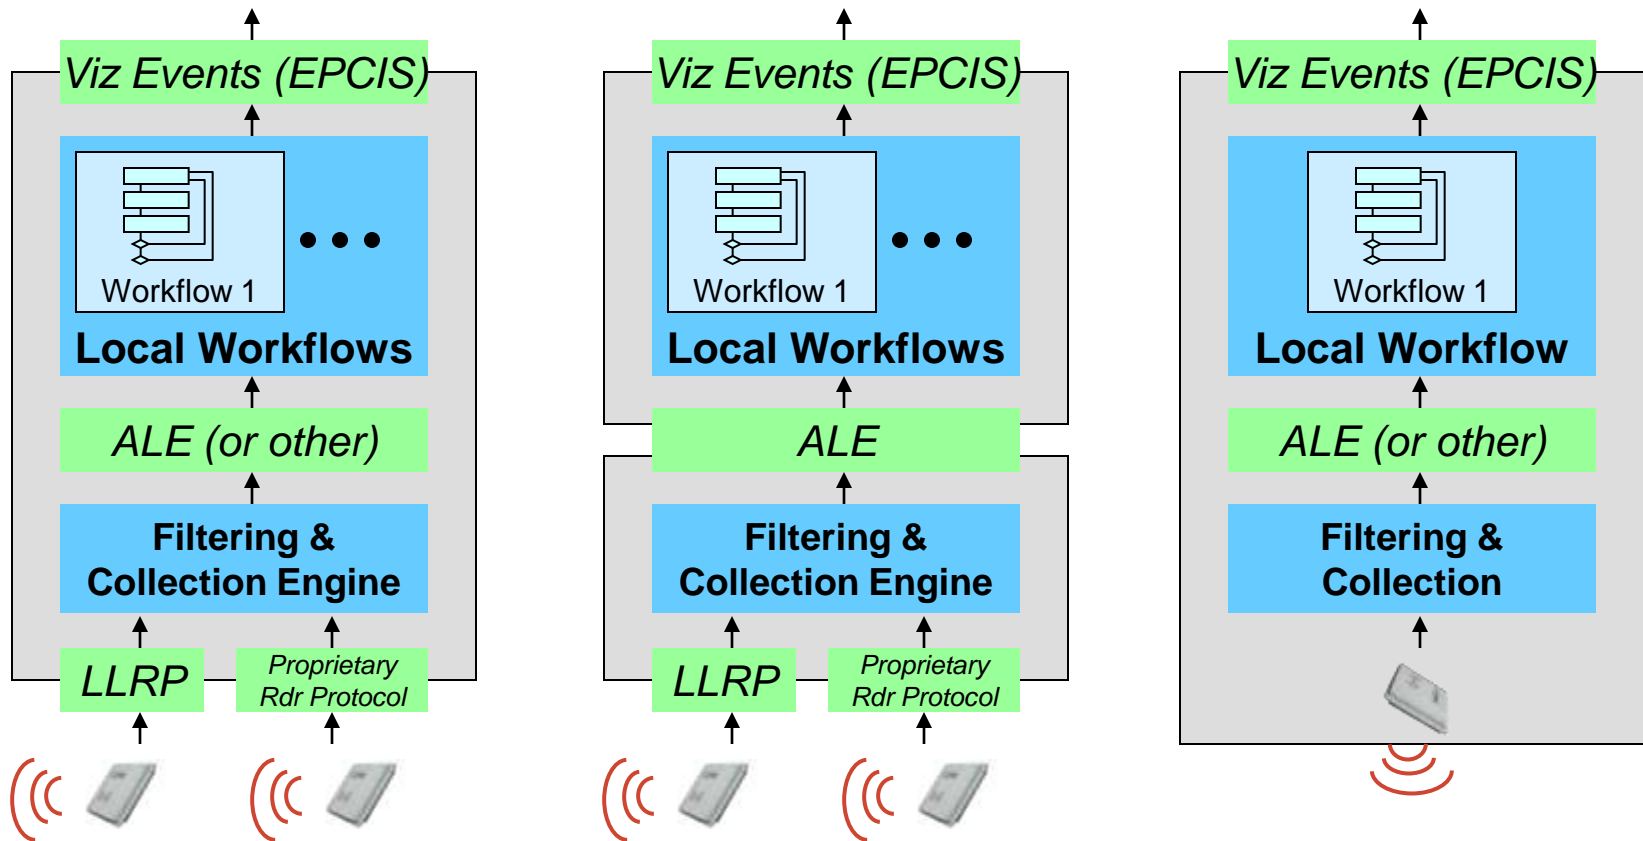 Viz Events (EPCIS)
Workflow 1
Local Workflows
ALE (or other)
Filtering &
Collection Engine
LLRP
Proprietary
Rdr Protocol
Viz Events (EPCIS)
Workflow 1
Local Workflows
ALE
Filtering &
Collection Engine
LLRP
Proprietary
Rdr Protocol
Viz Events (EPCIS)
Workflow 1
Local Workflow
ALE (or other)
Filtering &
Collection